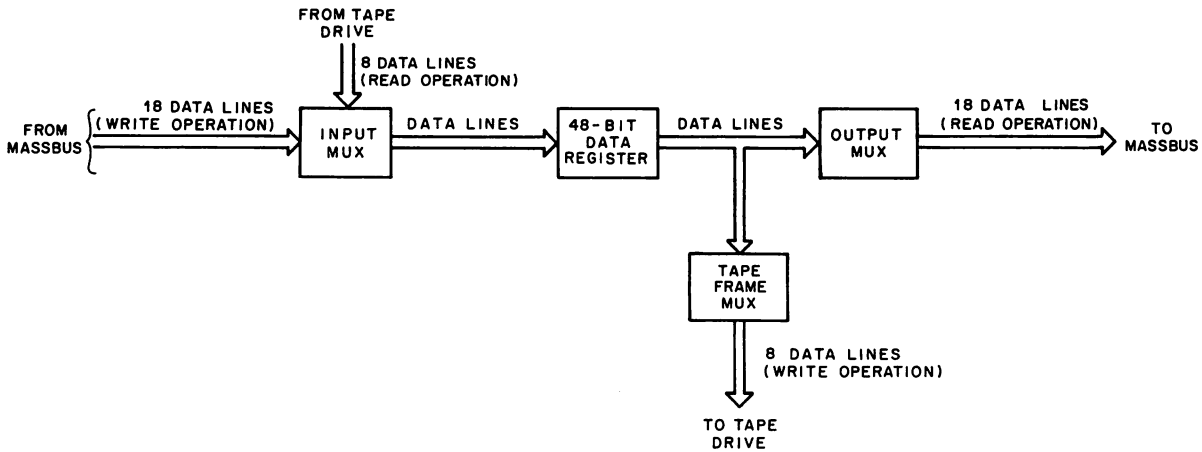 FROM TAPE
DRIVE
8 DATA LINES
(READ OPERATION)
18 DATA LINES
(WRITE OPERATION)
FROM
MASSBUS
INPUT
MUX
DATA LINES
48-BIT
DATA
REGISTER
DATA LINES
OUTPUT
MUX
18 DATA LINES
(READ OPERATION)
TO
MASSBUS
TAPE
FRAME
MUX
8 DATA LINES
(WRITE OPERATION)
TO TAPE
DRIVE